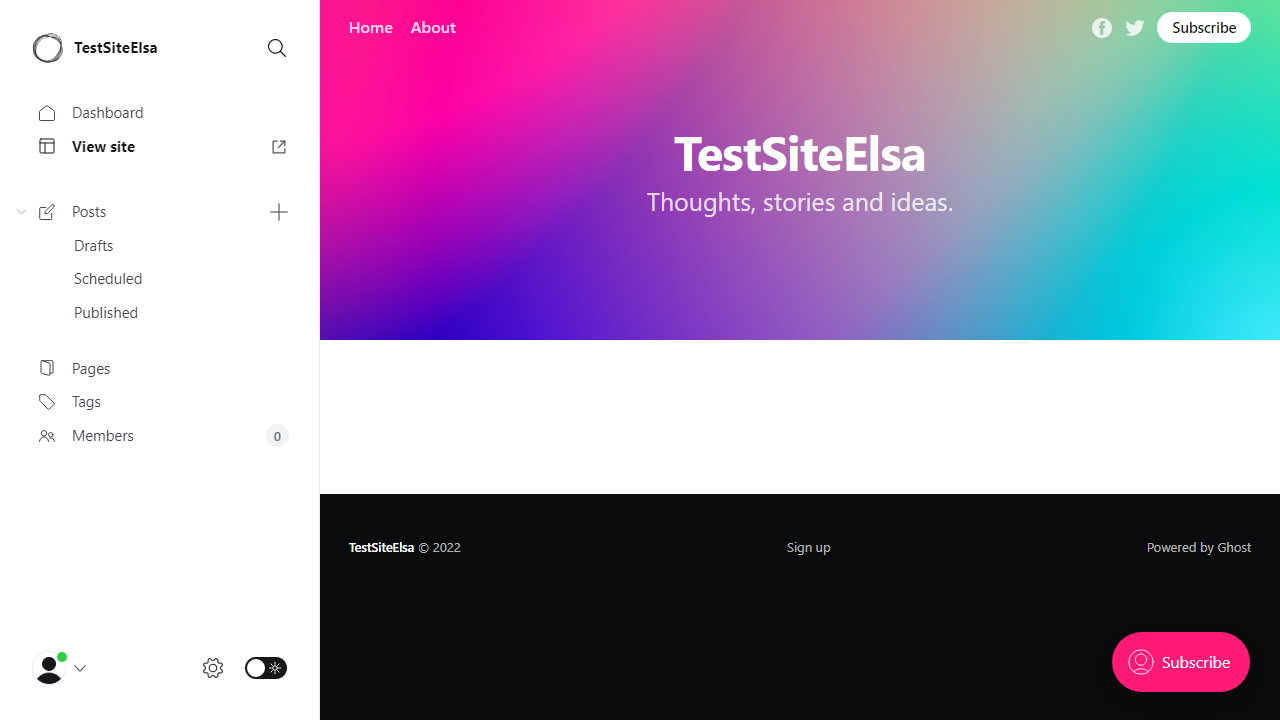 TestSiteElsa
Dashboard
View site
Posts
Drafts
Scheduled
Published
Pages
Tags
Members 0
Home About
Subscribe
TestSiteElsa
Thoughts, stories and ideas.
TestSiteElsa © 2022
Sign up
Powered by Ghost
Subscribe